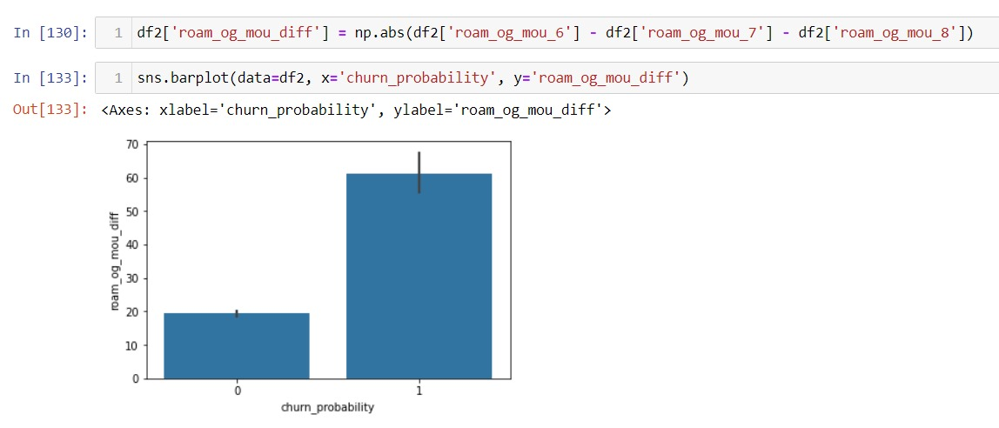 In [130]: 1 df2['roam_og_mou_diff'] = np.abs(df2['roam_og_mou_6'] - df2['roam_og_mou_7'] - df2['roam_og_mou_8'])
In [133]: 1 sns.barplot(data=df2, x='churn_probability', y='roam_og_mou_diff')
Out[133]: <Axes: xlabel='churn_probability', ylabel='roam_og_mou_diff'>
70
60
50
40
30
20
10
0
roam_og_mou_diff
0 1
churn_probability